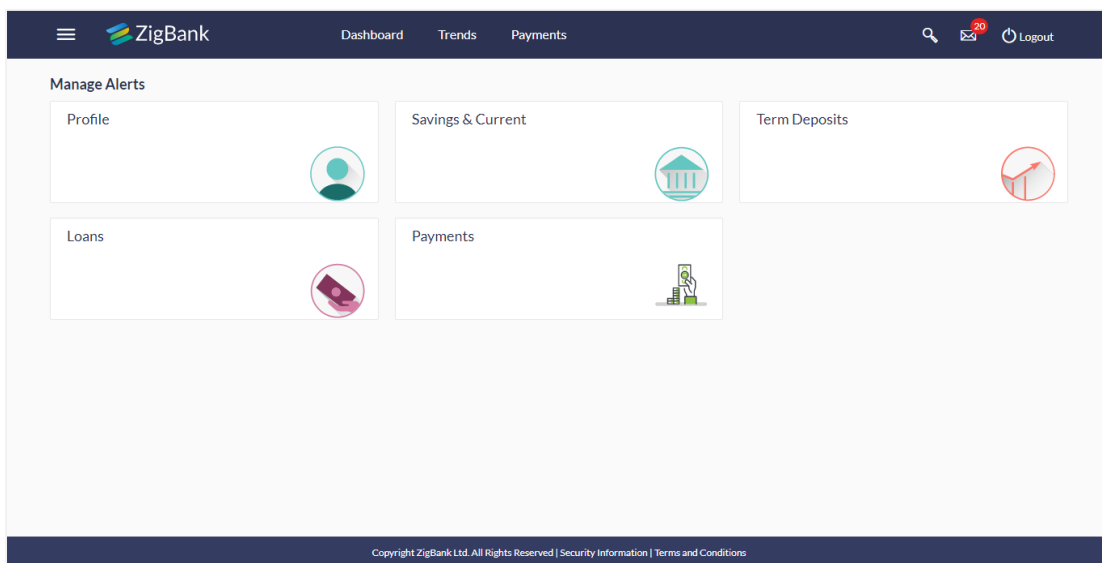 ZigBank Dashboard Trends Payments 20 Logout
Manage Alerts
Profile Savings & Current Term Deposits
Loans Payments
Copyright ZigBank Ltd. All Rights Reserved | Security Information | Terms and Conditions